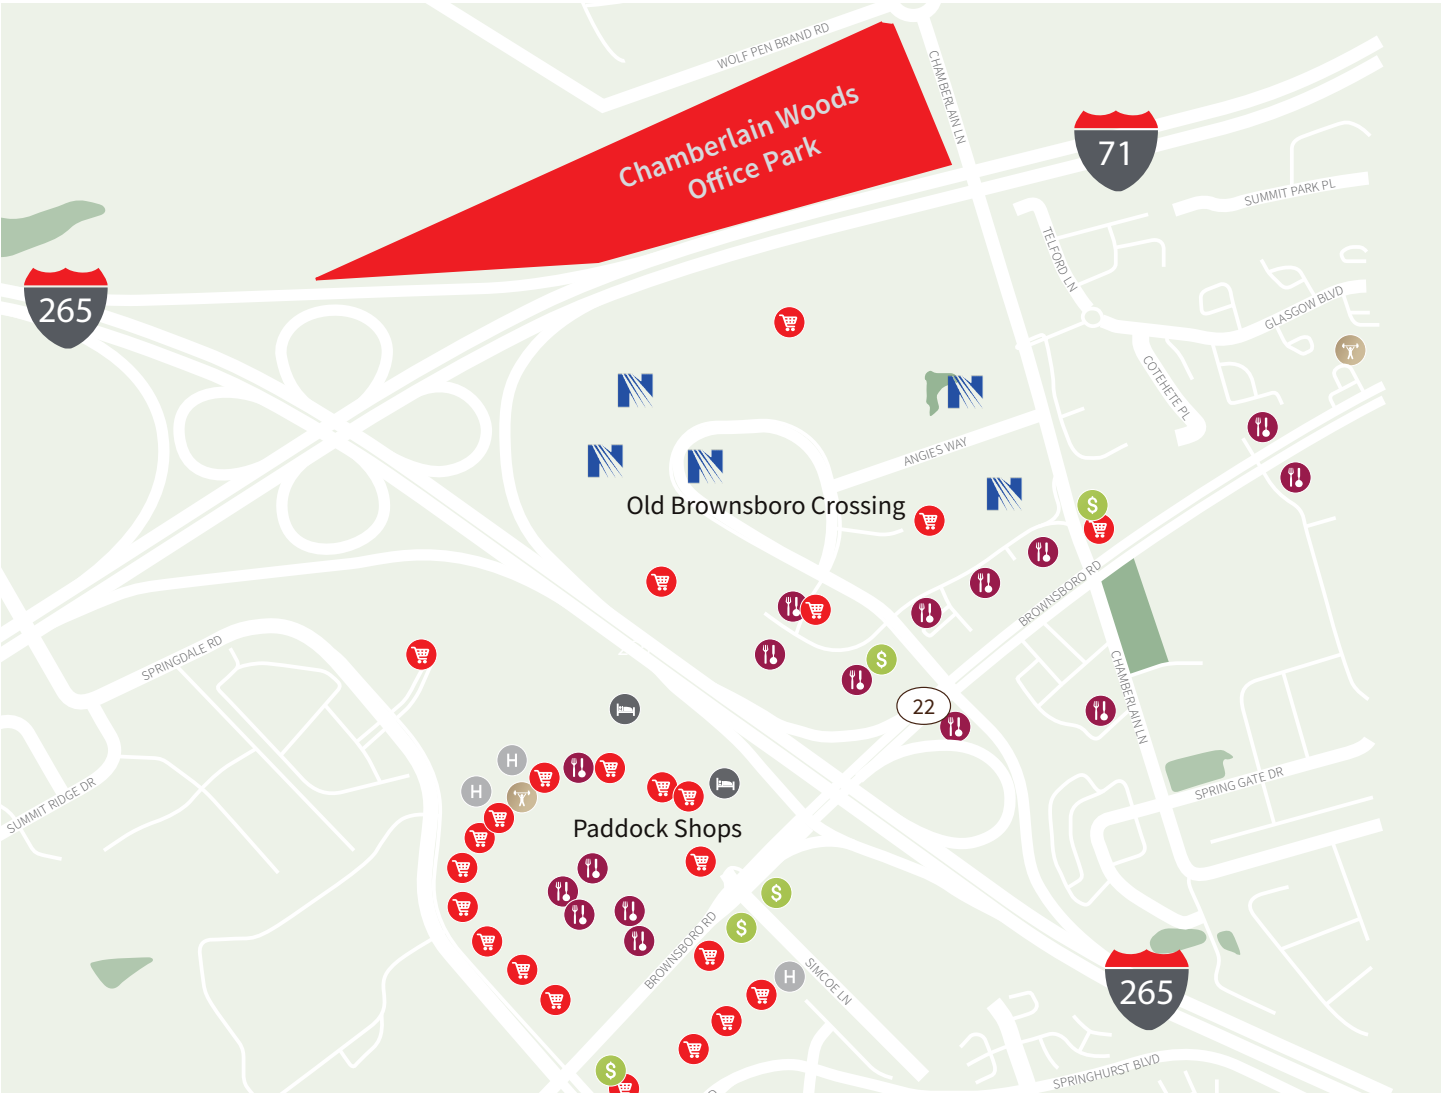 WOLF PEN BRAND RD
CHAMBERLAIN LN
Chamberlain Woods
Office Park
71
SUMMIT PARK PL
TELFORD LN
265
GLASGOW BLVD
COTEHETE PL
N
N
ANGIES WAY
N
N
N
Old Brownsboro Crossing
$
BROWNSBORO RD
SPRINGDALE RD
$
CHAMBERLAIN LN
22
H
H
SPRING GATE DR
SUMMIT RIDGE DR
Paddock Shops
$
$
BROWNSBORO RD
SIMCOE LN
H
265
$
SPRINGHURST BLVD